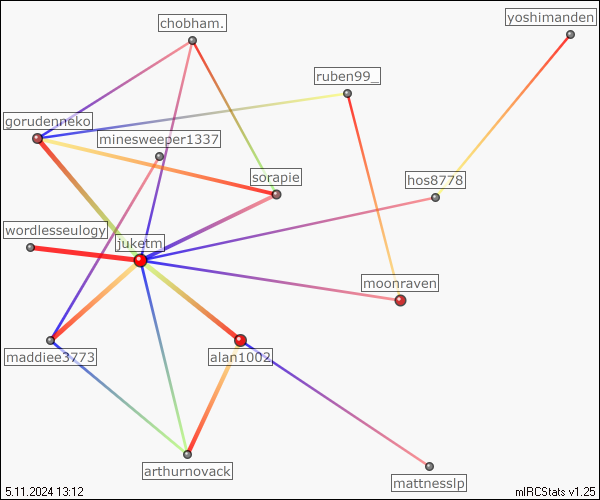 chobham.
yoshimanden
ruben99_
gorudenneko
minesweeper1337
sorapie
hos8778
wordlesseulogy
juketm
moonraven
maddiee3773
alan1002
arthurnovack
mattnesslp
5.11.2024 13:12
mIRCStats v1.25